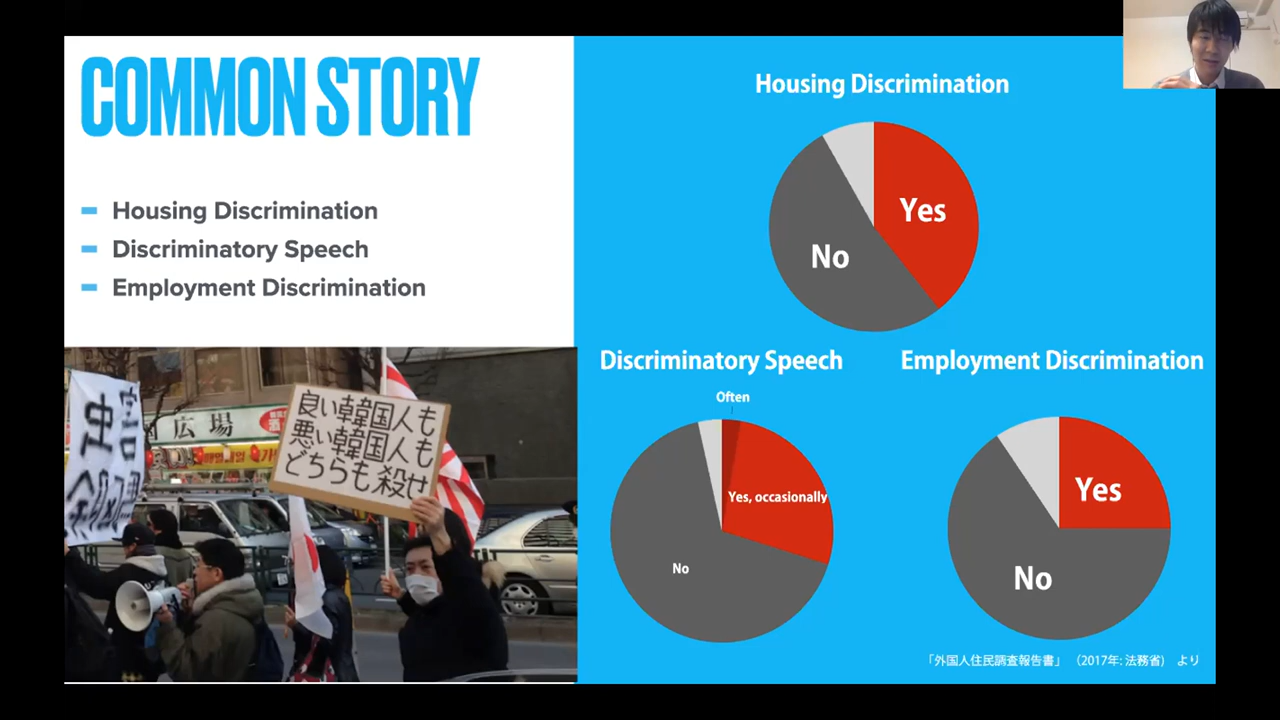 COMMON STORY
Housing Discrimination
Discriminatory Speech
Employment Discrimination
広場
良い韓国人も
悪い韓国人も
どちらも殺せ
Housing Discrimination
Yes
No
Discriminatory Speech
Often
Yes, occasionally
No
Employment Discrimination
Yes
No
「外国人住民調査報告書」 （2017年: 法務省） より